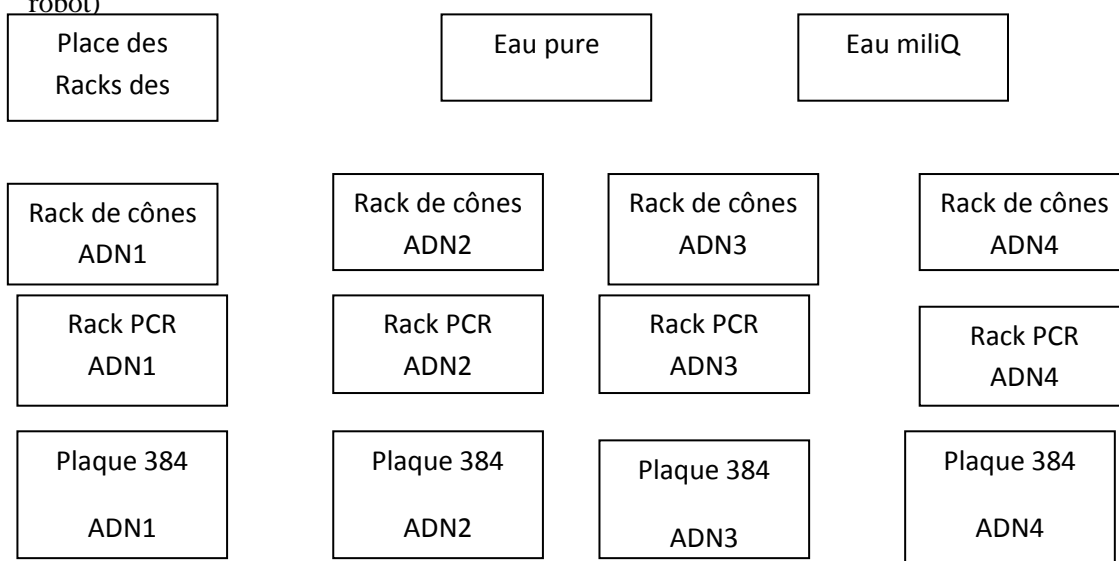 robot)
Place des
Racks des
Eau pure
Eau miliQ
Rack de cônes
ADN1
Rack de cônes
ADN2
Rack de cônes
ADN3
Rack de cônes
ADN4
Rack PCR
ADN1
Rack PCR
ADN2
Rack PCR
ADN3
Rack PCR
ADN4
Plaque 384
ADN1
Plaque 384
ADN2
Plaque 384
ADN3
Plaque 384
ADN4